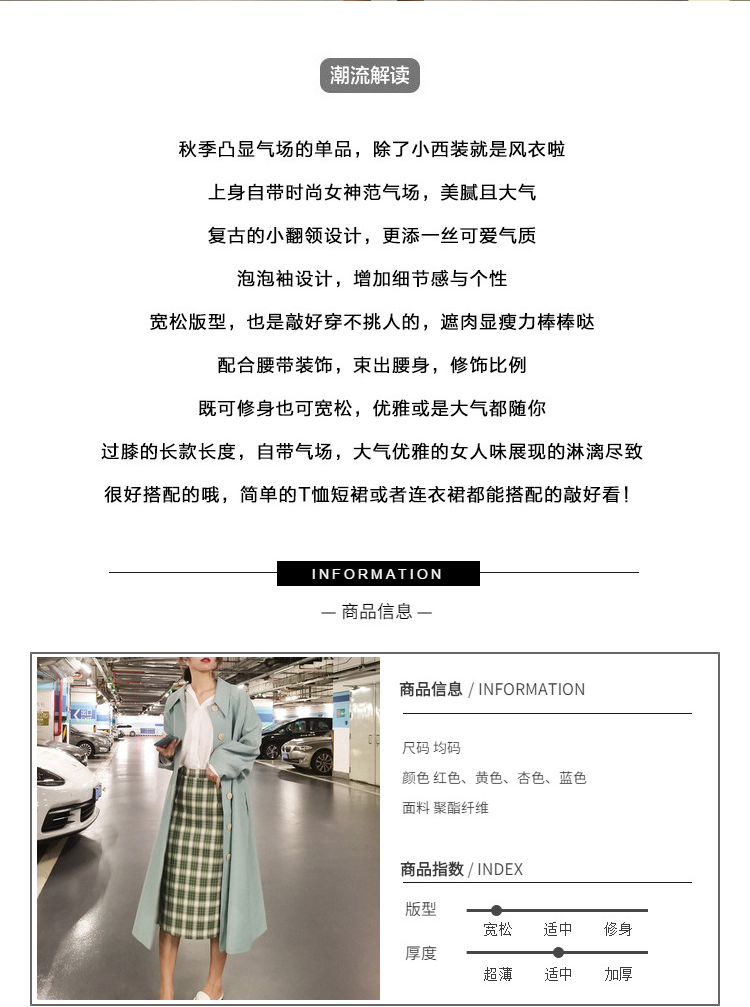 潮流解读
秋季凸显气场的单品，除了小西装就是风衣啦
上身自带时尚女神范气场，美腻且大气
复古的小翻领设计，更添一丝可爱气质
泡泡袖设计，增加细节感与个性
宽松版型，也是敲好穿不挑人的，遮肉显瘦力棒棒哒
配合腰带装饰，束出腰身，修饰比例
既可修身也可宽松，优雅或是大气都随你
过膝的长款长度，自带气场，大气优雅的女人味展现的淋漓尽致
很好搭配的哦，简单的T恤短裙或者连衣裙都能搭配的敲好看！
INFORMATION
— 商品信息 —
商品信息 / INFORMATION
尺码 均码
颜色 红色、黄色、杏色、蓝色
面料 聚酯纤维
商品指数 / INDEX
版型
宽松 适中 修身
厚度
超薄 适中 加厚